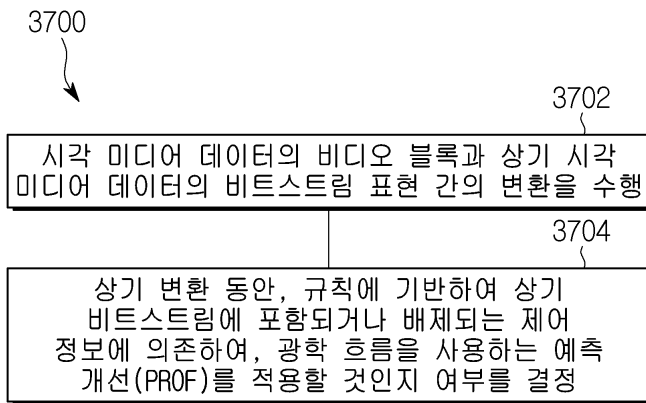 3700
3702
시각 미디어 데이터의 비디오 블록과 상기 시각
미디어 데이터의 비트스트림 표현 간의 변환을 수행
3704
상기 변환 동안, 규칙에 기반하여 상기
비트스트림에 포함되거나 배제되는 제어
정보에 의존하여, 광학 흐름을 사용하는 예측
개선(PROF)를 적용할 것인지 여부를 결정